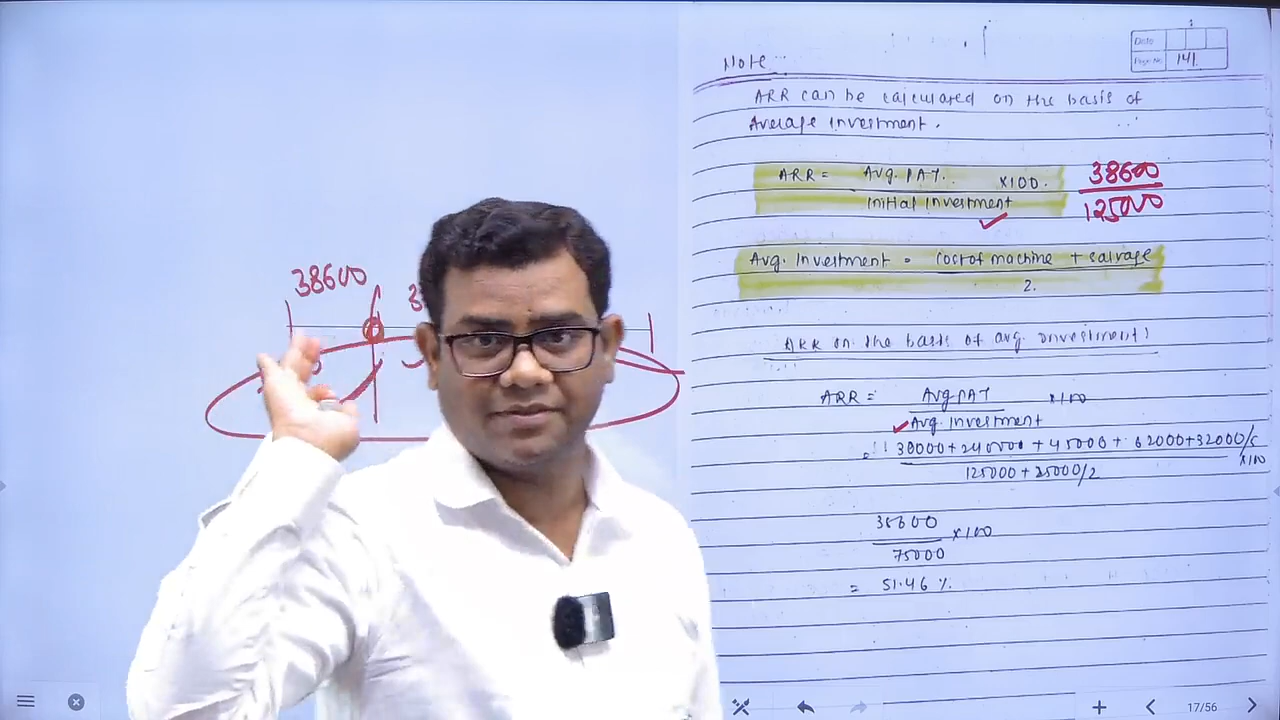 Date
Page No. 141.
Note
ARR can be calculated on the basis of
Average investment.
ARR = Avg. PAT. x100.
Initial investment
38600
125000
Avg. Investment = Cost of machine + salvage
2.
ARR on the basis of avg. investment:
ARR = Avg PAT x100
Avg. investment
= 30000+240000 + 45000 + 62000+32000/5 x100
125000 + 25000/2
38600 x100
75000
= 51.46 %.
38600
17/56